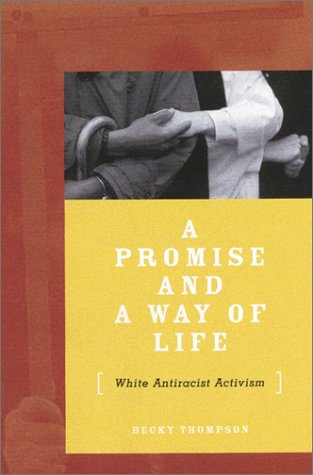 A
PROMISE
AND
A WAY OF
LIFE
[ White Antiracist Activism ]
BECKY THOMPSON